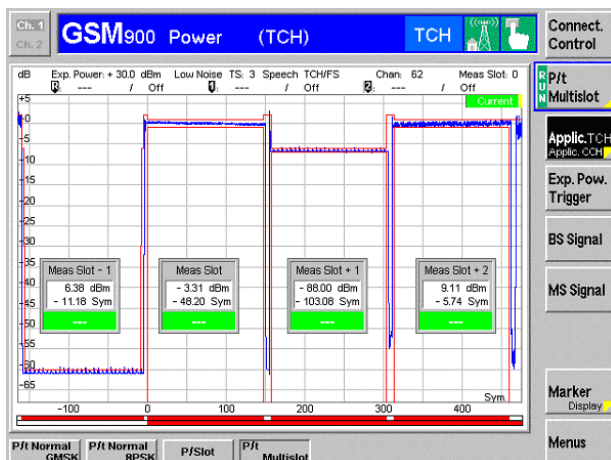 Ch. 1
Ch. 2
GSM900 Power (TCH)
TCH
Connect.
Control
dB Exp. Power: + 30.0 dBm Low Noise TS: 3 Speech TCH/FS Chan: 62 Meas Slot: 0
R --- / Off 1 --- / Off 2 --- / Off
Current
+5
+0
-5
-10
-15
-20
-25
-30
-35
-40
-45
-50
-55
-60
-65
Meas Slot - 1
6.38 dBm
- 11.18 Sym
---
Meas Slot
- 3.31 dBm
- 48.20 Sym
---
Meas Slot + 1
- 88.00 dBm
- 103.08 Sym
---
Meas Slot + 2
9.11 dBm
- 5.74 Sym
---
Sym
-100 0 100 200 300 400
RUN
P/t
Multislot
Applic.TCH
Applic. CCH
Exp. Pow.
Trigger
BS Signal
MS Signal
Marker
Display
Menus
P/t Normal
GMSK
P/t Normal
8PSK
P/Slot
P/t
Multislot